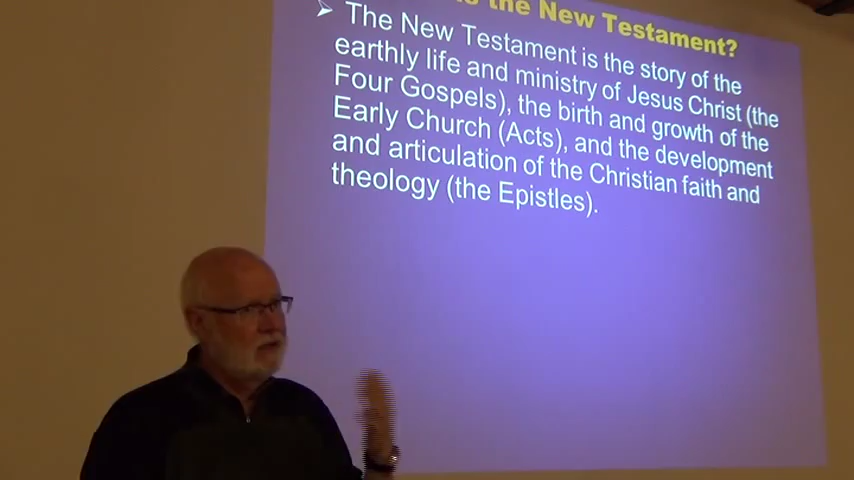 the New Testament?
➢ The New Testament is the story of the
earthly life and ministry of Jesus Christ (the
Four Gospels), the birth and growth of the
Early Church (Acts), and the development
and articulation of the Christian faith and
theology (the Epistles).